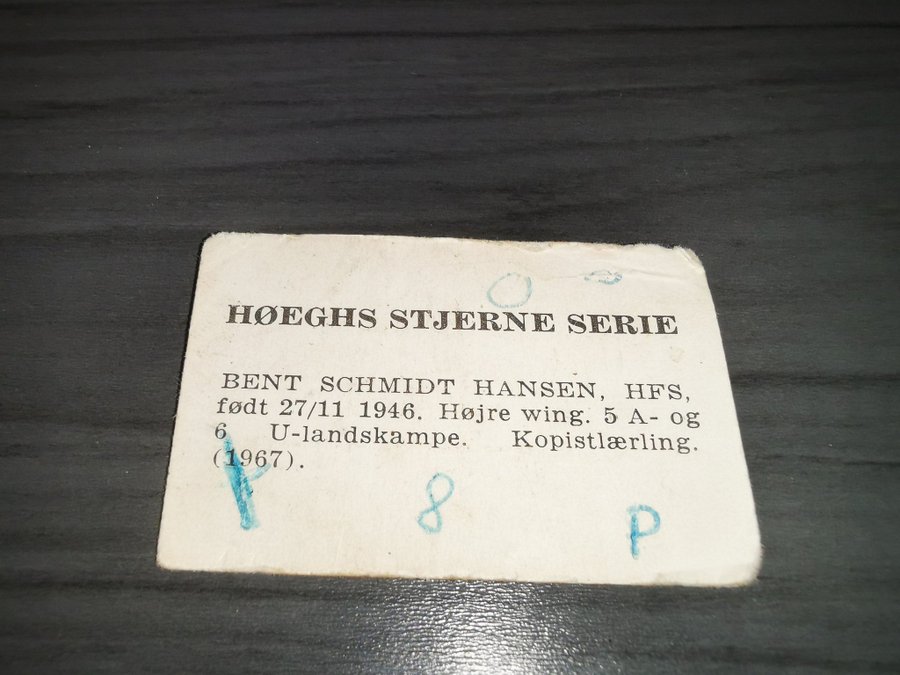 HØEGHS STJERNE SERIE
BENT SCHMIDT HANSEN, HFS,
født 27/11 1946. Højre wing. 5 A- og
6 U-landskampe. Kopistlærling.
(1967).
8
P